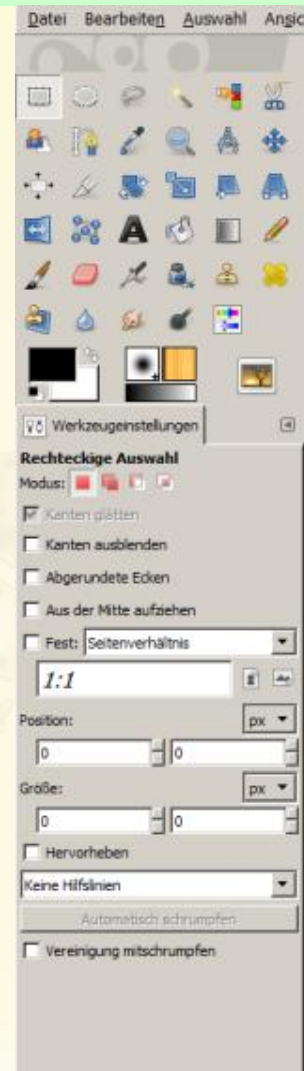 Datei Bearbeiten Auswahl Ansic
Werkzeugeinstellungen
Rechteckige Auswahl
Modus:
Kanten glätten
Kanten ausblenden
Abgerundete Ecken
Aus der Mitte aufziehen
Fest: Seitenverhältnis
1:1
Position: px
0 0
Größe: px
0 0
Hervorheben
Keine Hilfslinien
Automatisch schrumpfen
Vereinigung mitschrumpfen